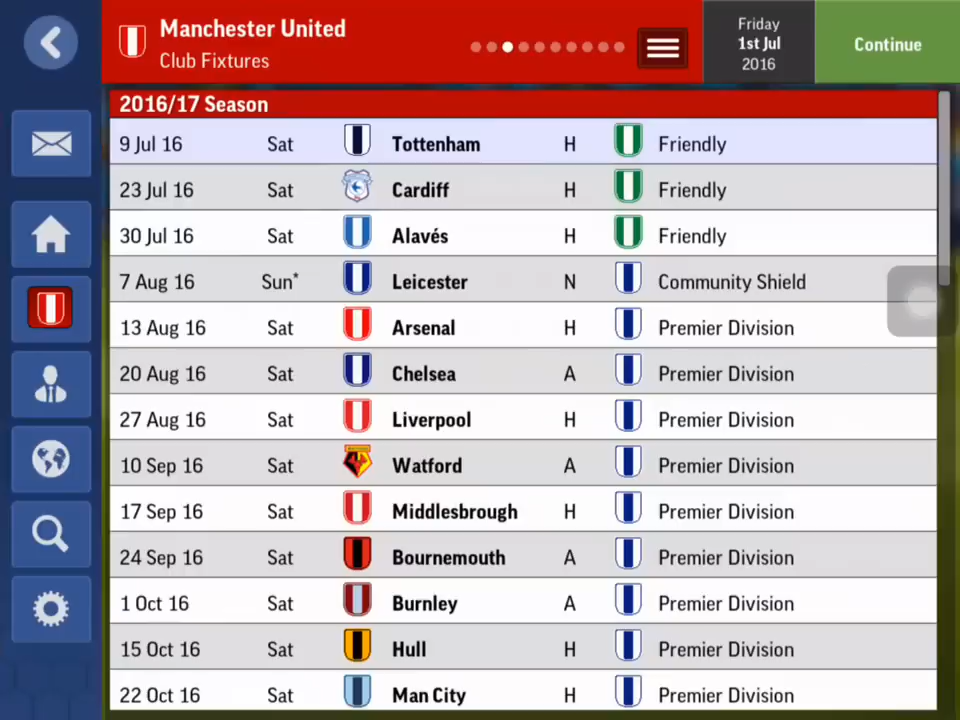 Manchester United
Club Fixtures
Friday
1st Jul
2016
Continue
2016/17 Season
9 Jul 16 Sat Tottenham H Friendly
23 Jul 16 Sat Cardiff H Friendly
30 Jul 16 Sat Alavés H Friendly
7 Aug 16 Sun* Leicester N Community Shield
13 Aug 16 Sat Arsenal H Premier Division
20 Aug 16 Sat Chelsea A Premier Division
27 Aug 16 Sat Liverpool H Premier Division
10 Sep 16 Sat Watford A Premier Division
17 Sep 16 Sat Middlesbrough H Premier Division
24 Sep 16 Sat Bournemouth A Premier Division
1 Oct 16 Sat Burnley A Premier Division
15 Oct 16 Sat Hull H Premier Division
22 Oct 16 Sat Man City H Premier Division